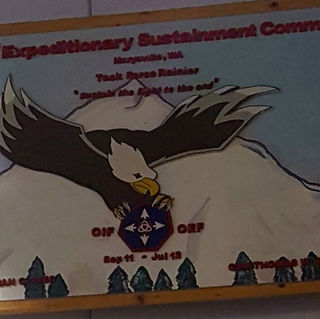 Expeditionary Sustainment Comm
Marysville, WA
Task Force Rainier
"Sustain the fight to the end"
OIF OEF
Sep 11 - Jul 12